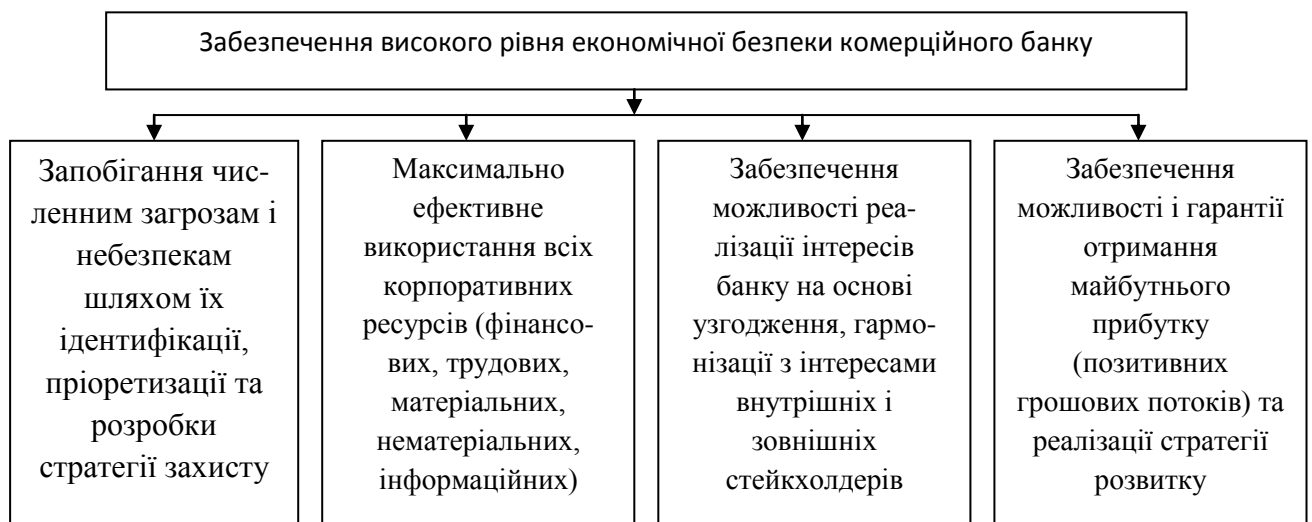 Забезпечення високого рівня економічної безпеки комерційного банку
Запобігання чис-
ленним загрозам і
небезпекам
шляхом їх
ідентифікації,
пріоретизації та
розробки
стратегії захисту
Максимально
ефективне
використання всіх
корпоративних
ресурсів (фінансо-
вих, трудових,
матеріальних,
нематеріальних,
інформаційних)
Забезпечення
можливості реа-
лізації інтересів
банку на основі
узгодження, гармо-
нізації з інтересами
внутрішніх і
зовнішніх
стейкхолдерів
Забезпечення
можливості і гарантії
отримання
майбутнього
прибутку
(позитивних
грошових потоків) та
реалізації стратегії
розвитку